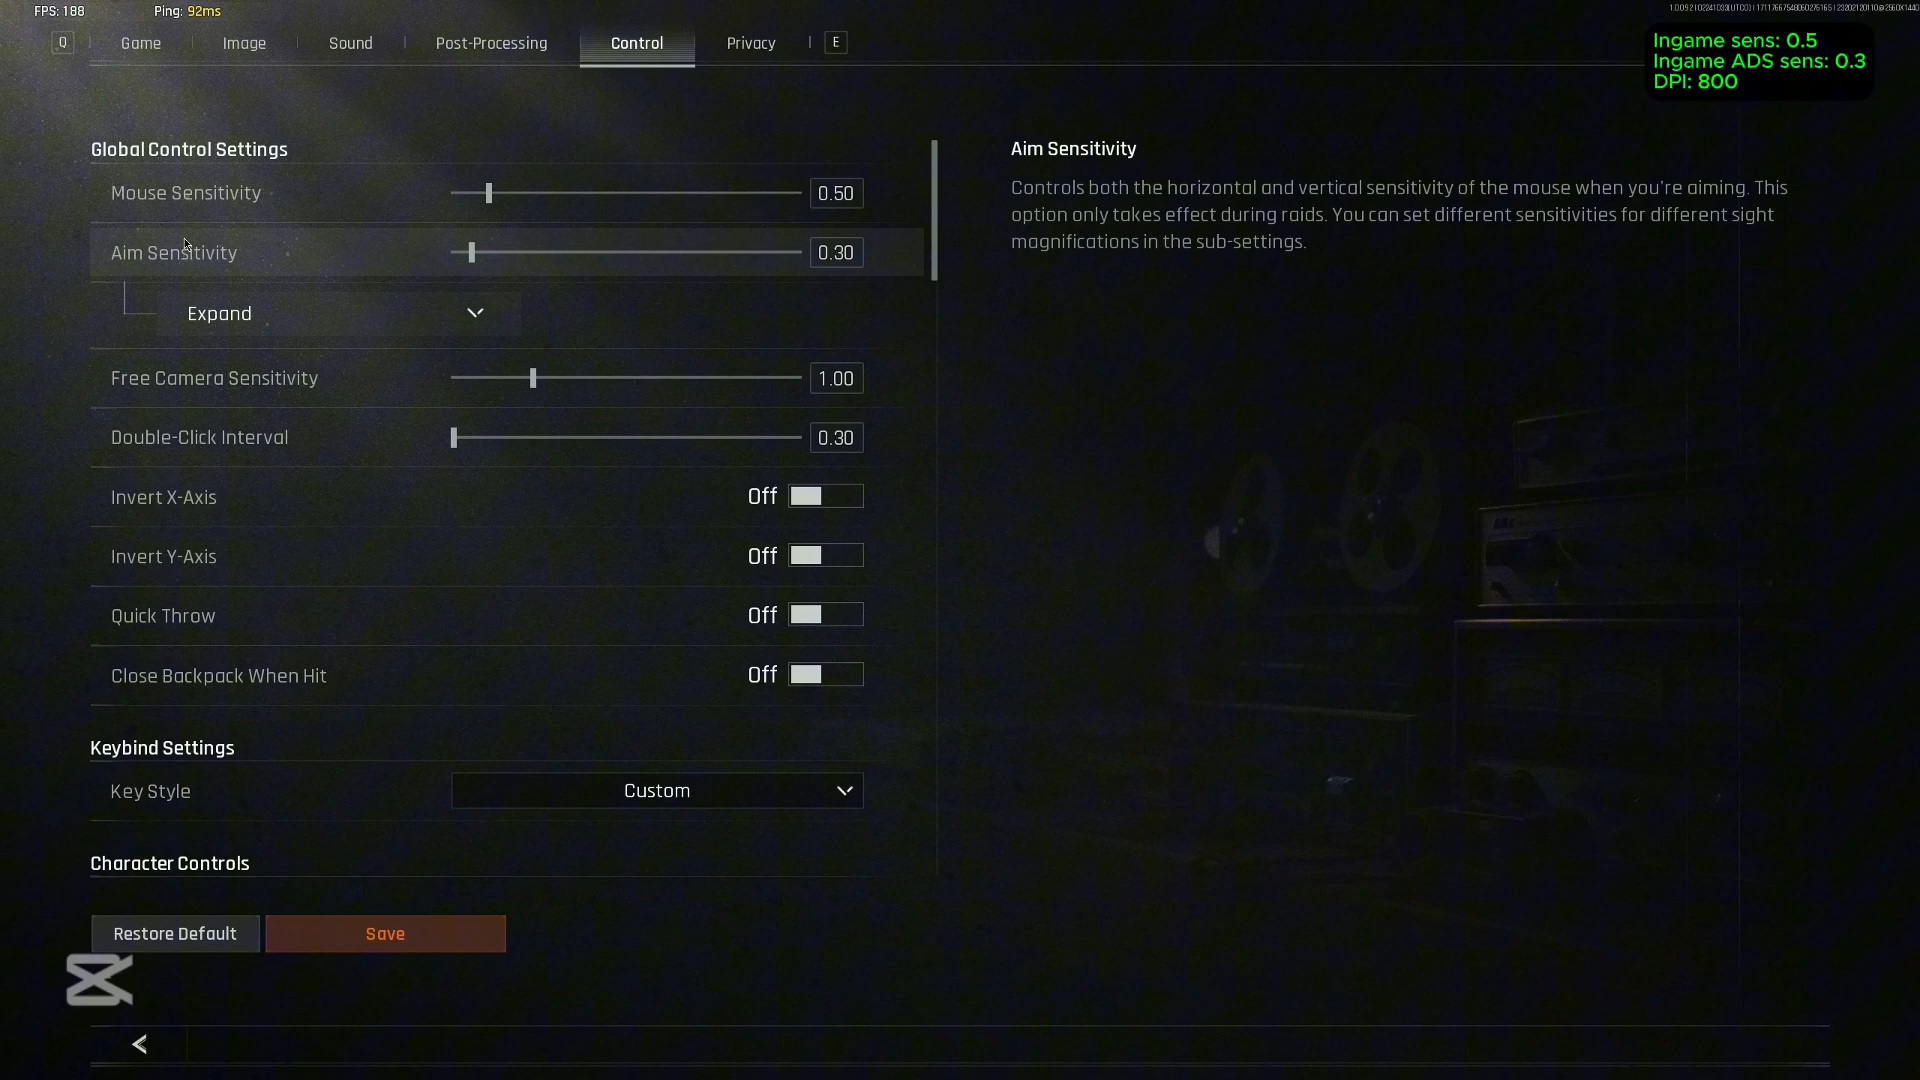 FPS: 188
Ping: 92ms
Q
Game
Image
Sound
Post-Processing
Control
Privacy
E
Ingame sens: 0.5
Ingame ADS sens: 0.3
DPI: 800
Global Control Settings
Mouse Sensitivity
0.50
Aim Sensitivity
0.30
Expand
Free Camera Sensitivity
1.00
Double-Click Interval
0.30
Invert X-Axis
Off
Invert Y-Axis
Off
Quick Throw
Off
Close Backpack When Hit
Off
Keybind Settings
Key Style
Custom
Character Controls
Restore Default
Save
Aim Sensitivity
Controls both the horizontal and vertical sensitivity of the mouse when you're aiming. This
option only takes effect during raids. You can set different sensitivities for different sight
magnifications in the sub-settings.